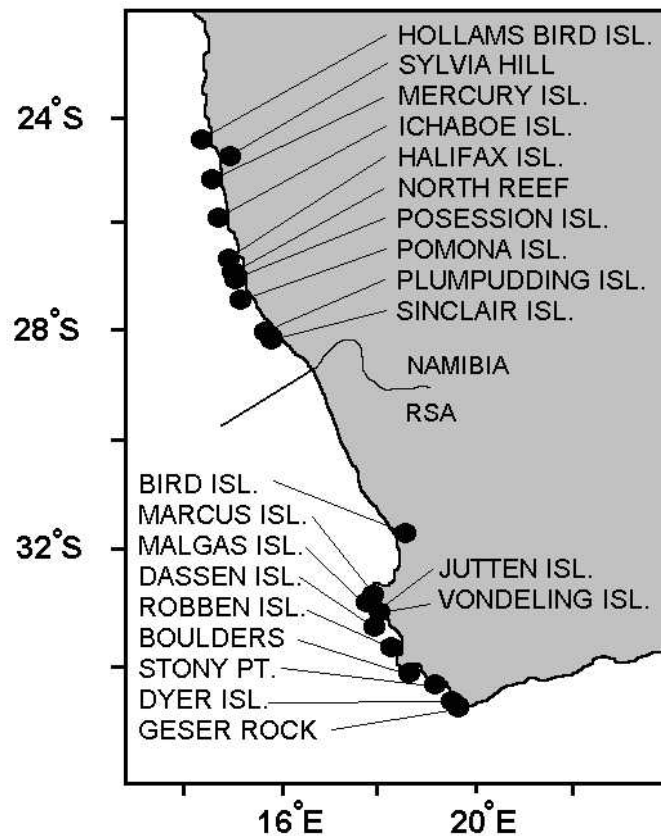 HOLLAMS BIRD ISL.
SYLVIA HILL
MERCURY ISL.
24°S
ICHABOE ISL.
HALIFAX ISL.
NORTH REEF
POSESSION ISL.
POMONA ISL.
PLUMPUDDING ISL.
SINCLAIR ISL.
28°S
NAMIBIA
RSA
BIRD ISL.
MARCUS ISL.
32°S
MALGAS ISL.
DASSEN ISL.
JUTTEN ISL.
ROBBEN ISL.
VONDELING ISL.
BOULDERS
STONY PT.
DYER ISL.
GESER ROCK
16°E
20°E